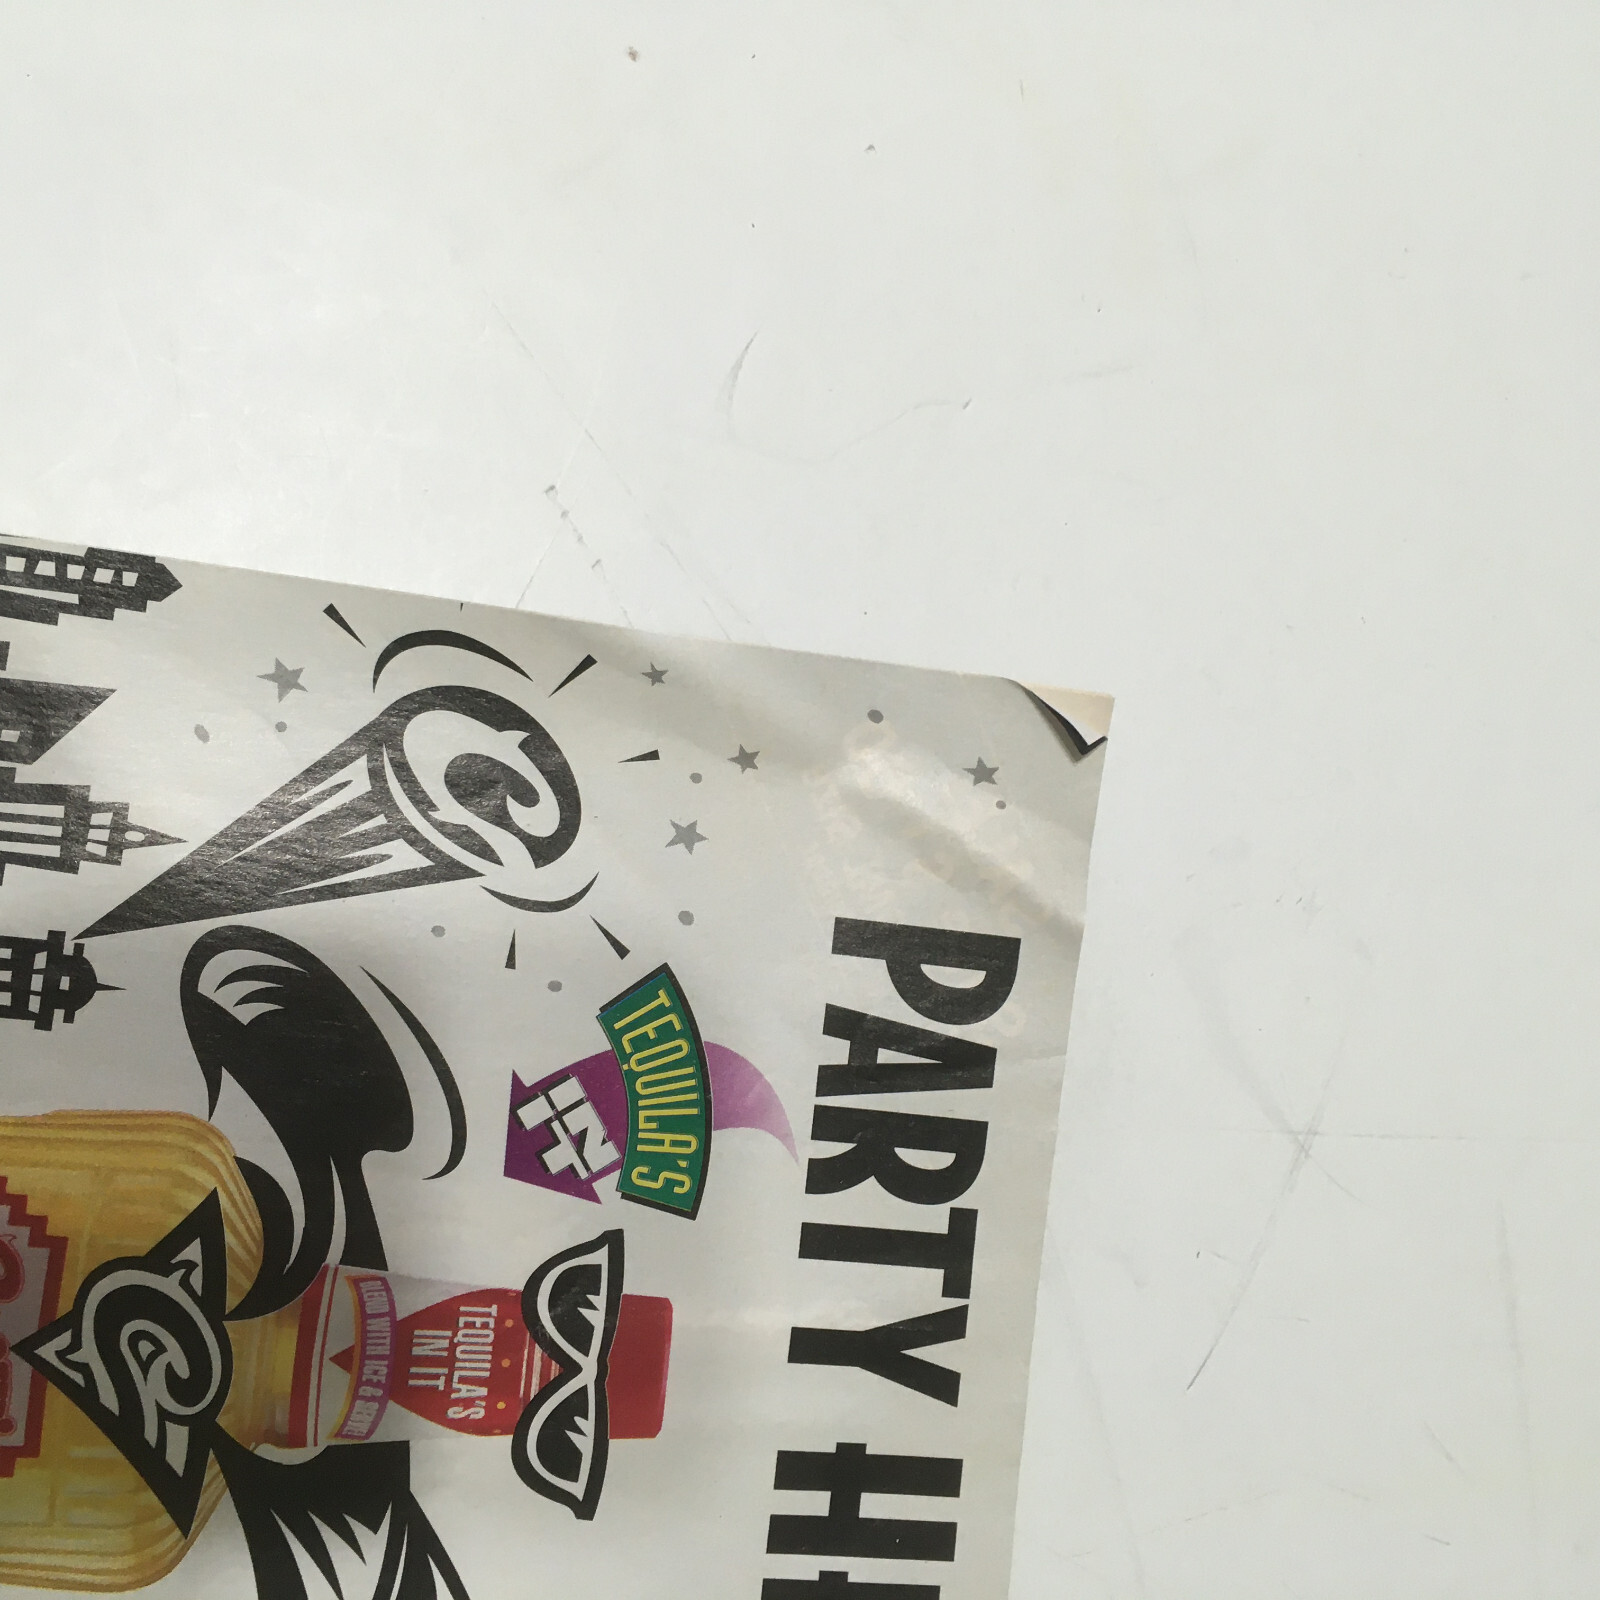 PARTY
TEQUILA'S
IN IT
TEQUILA'S
IN IT
BLEND WITH ICE & SERVE